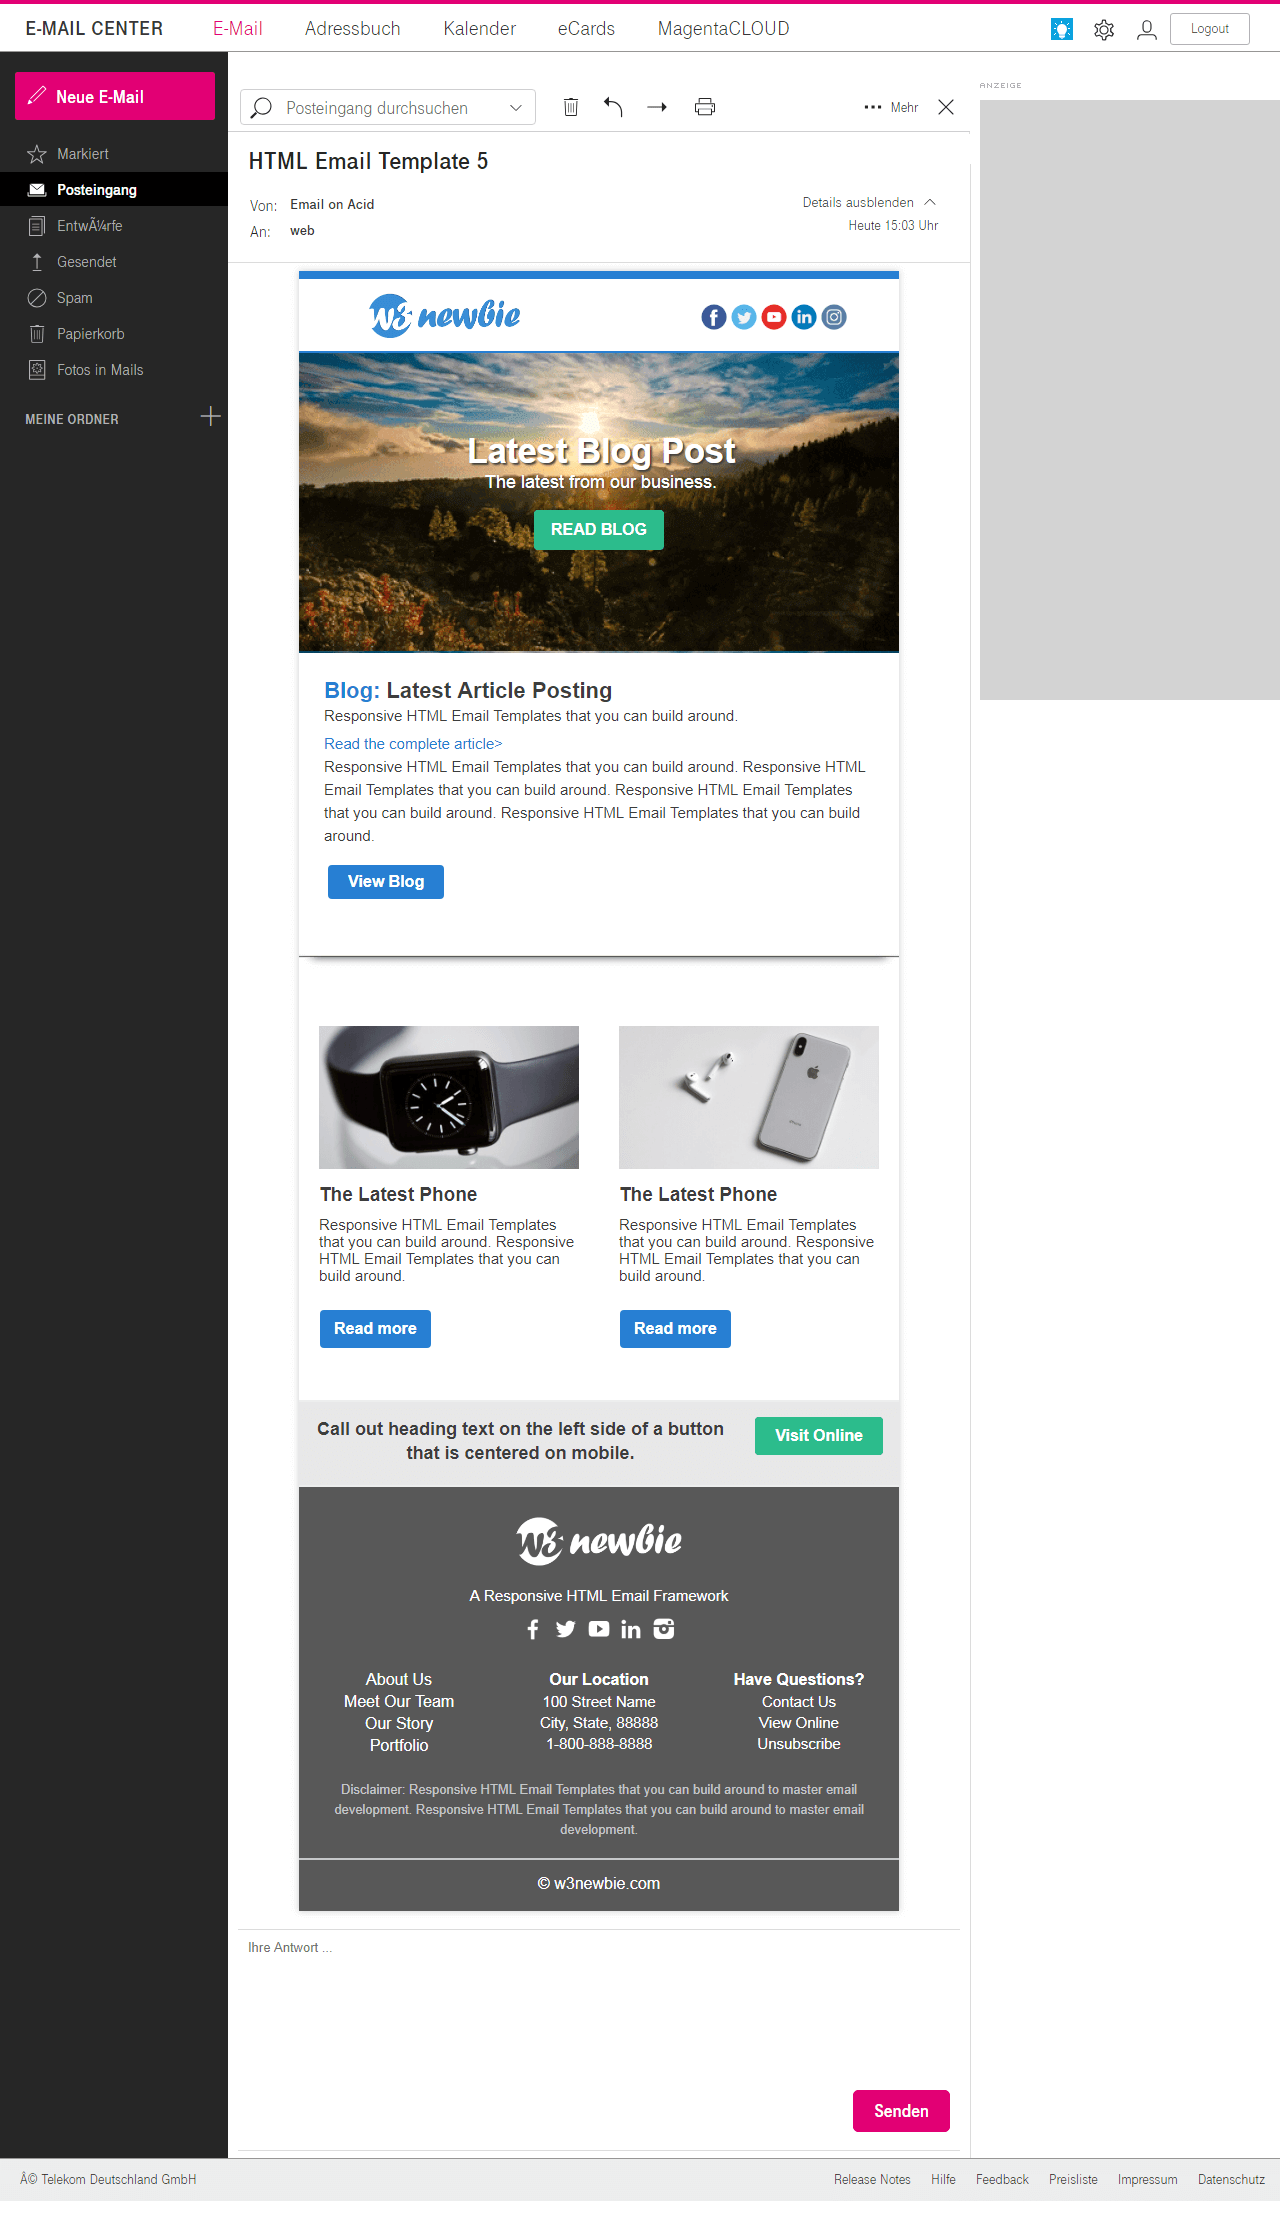 E-MAIL CENTER E-Mail Adressbuch Kalender eCards MagentaCLOUD Logout
ANZEIGE
Neue E-Mail
Posteingang durchsuchen Mehr
Markiert
Posteingang
EntwÃ¼rfe
Gesendet
Spam
Papierkorb
Fotos in Mails
MEINE ORDNER
HTML Email Template 5
Von: Email on Acid Details ausblenden
An: web Heute 15:03 Uhr
W3 newbie
Latest Blog Post
The latest from our business.
READ BLOG
Blog: Latest Article Posting
Responsive HTML Email Templates that you can build around.
Read the complete article>
Responsive HTML Email Templates that you can build around. Responsive HTML
Email Templates that you can build around. Responsive HTML Email Templates
that you can build around. Responsive HTML Email Templates that you can build
around.
View Blog
The Latest Phone The Latest Phone
Responsive HTML Email Templates Responsive HTML Email Templates
that you can build around. Responsive that you can build around. Responsive
HTML Email Templates that you can HTML Email Templates that you can
build around. build around.
Read more Read more
Call out heading text on the left side of a button Visit Online
that is centered on mobile.
W3 newbie
A Responsive HTML Email Framework
About Us Our Location Have Questions?
Meet Our Team 100 Street Name Contact Us
Our Story City, State, 88888 View Online
Portfolio 1-800-888-8888 Unsubscribe
Disclaimer: Responsive HTML Email Templates that you can build around to master email
development. Responsive HTML Email Templates that you can build around to master email
development.
© w3newbie.com
Ihre Antwort ...
Senden
Â© Telekom Deutschland GmbH Release Notes Hilfe Feedback Preisliste Impressum Datenschutz